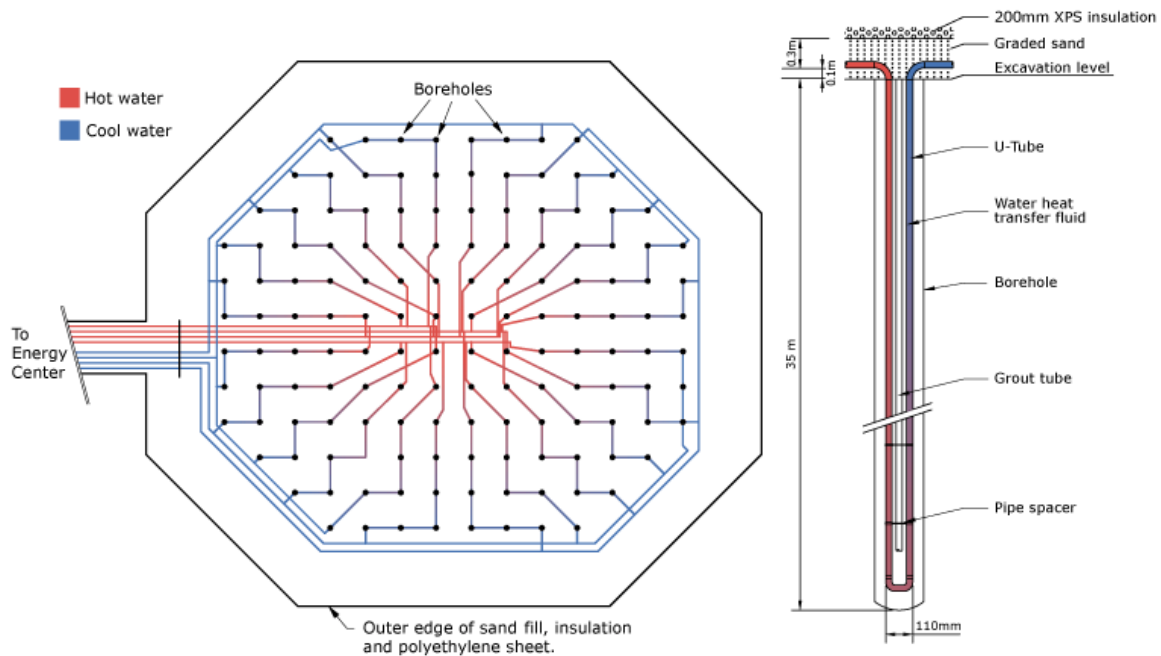 Hot water
Cool water
Boreholes
To
Energy
Center
Outer edge of sand fill, insulation
and polyethylene sheet.
200mm XPS insulation
Graded sand
Excavation level
0.3m
0.1m
U-Tube
Water heat
transfer fluid
Borehole
35 m
Grout tube
Pipe spacer
110mm